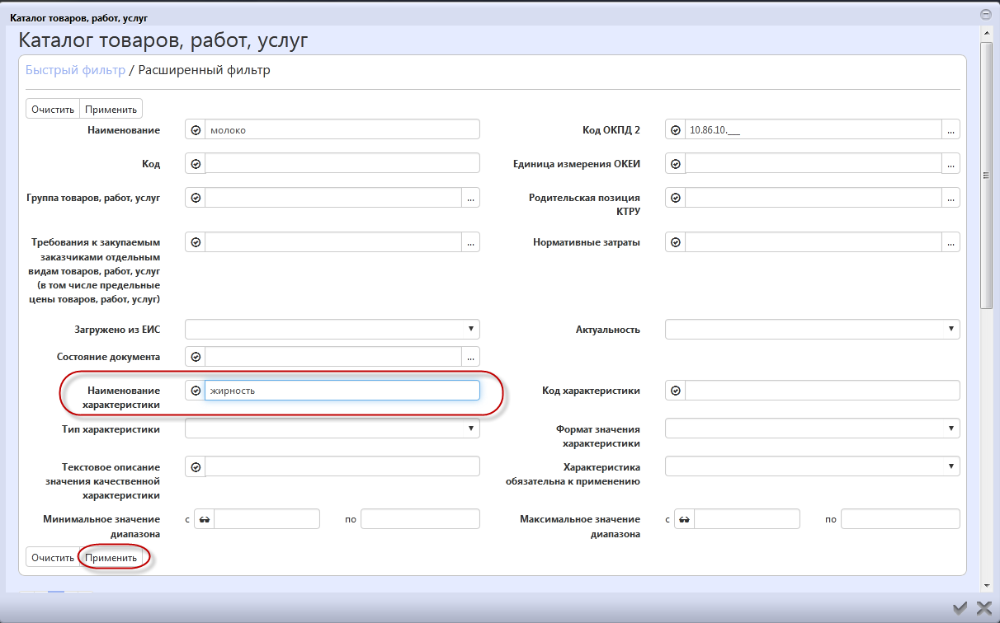 Каталог товаров, работ, услуг
Каталог товаров, работ, услуг
Быстрый фильтр / Расширенный фильтр
Очистить Применить
Наименование молоко Код ОКПД 2 10.86.10.___ ...
Код Единица измерения ОКЕИ ...
Группа товаров, работ, услуг ... Родительская позиция ...
КТРУ
Требования к закупаемым ... Нормативные затраты ...
заказчиками отдельным
видам товаров, работ, услуг
(в том числе предельные
цены товаров, работ, услуг)
Загружено из ЕИС Актуальность
Состояние документа ...
Наименование жирность Код характеристики
характеристики
Тип характеристики Формат значения
характеристики
Текстовое описание Характеристика
значения качественной обязательна к применению
характеристики
Минимальное значение с по Максимальное значение с по
диапазона диапазона
Очистить Применить